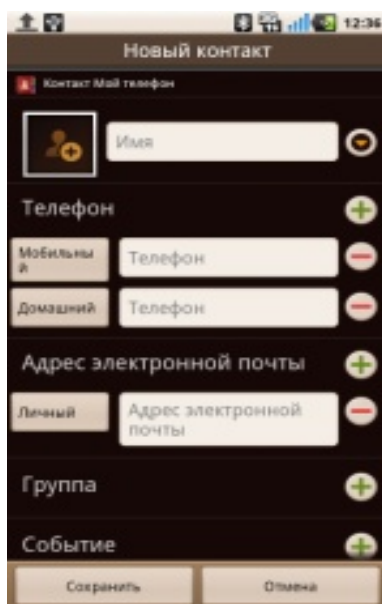 12:36
Новый контакт
Контакт Мой телефон
Имя
Телефон
Мобильны
й
Телефон
Домашний
Телефон
Адрес электронной почты
Личный
Адрес электронной
почты
Группа
Событие
Сохранить
Отмена